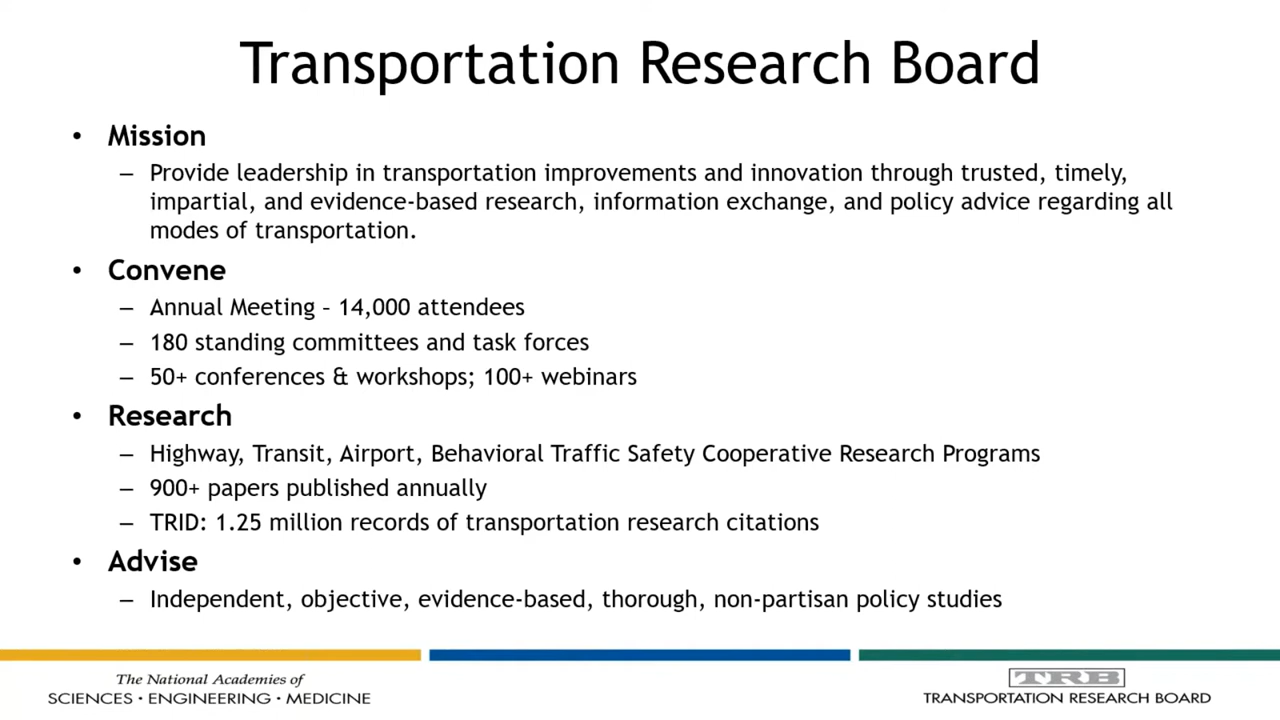 Transportation Research Board
• Mission
– Provide leadership in transportation improvements and innovation through trusted, timely,
impartial, and evidence-based research, information exchange, and policy advice regarding all
modes of transportation.
• Convene
– Annual Meeting – 14,000 attendees
– 180 standing committees and task forces
– 50+ conferences & workshops; 100+ webinars
• Research
– Highway, Transit, Airport, Behavioral Traffic Safety Cooperative Research Programs
– 900+ papers published annually
– TRID: 1.25 million records of transportation research citations
• Advise
– Independent, objective, evidence-based, thorough, non-partisan policy studies
The National Academies of
SCIENCES · ENGINEERING · MEDICINE
TRB
TRANSPORTATION RESEARCH BOARD